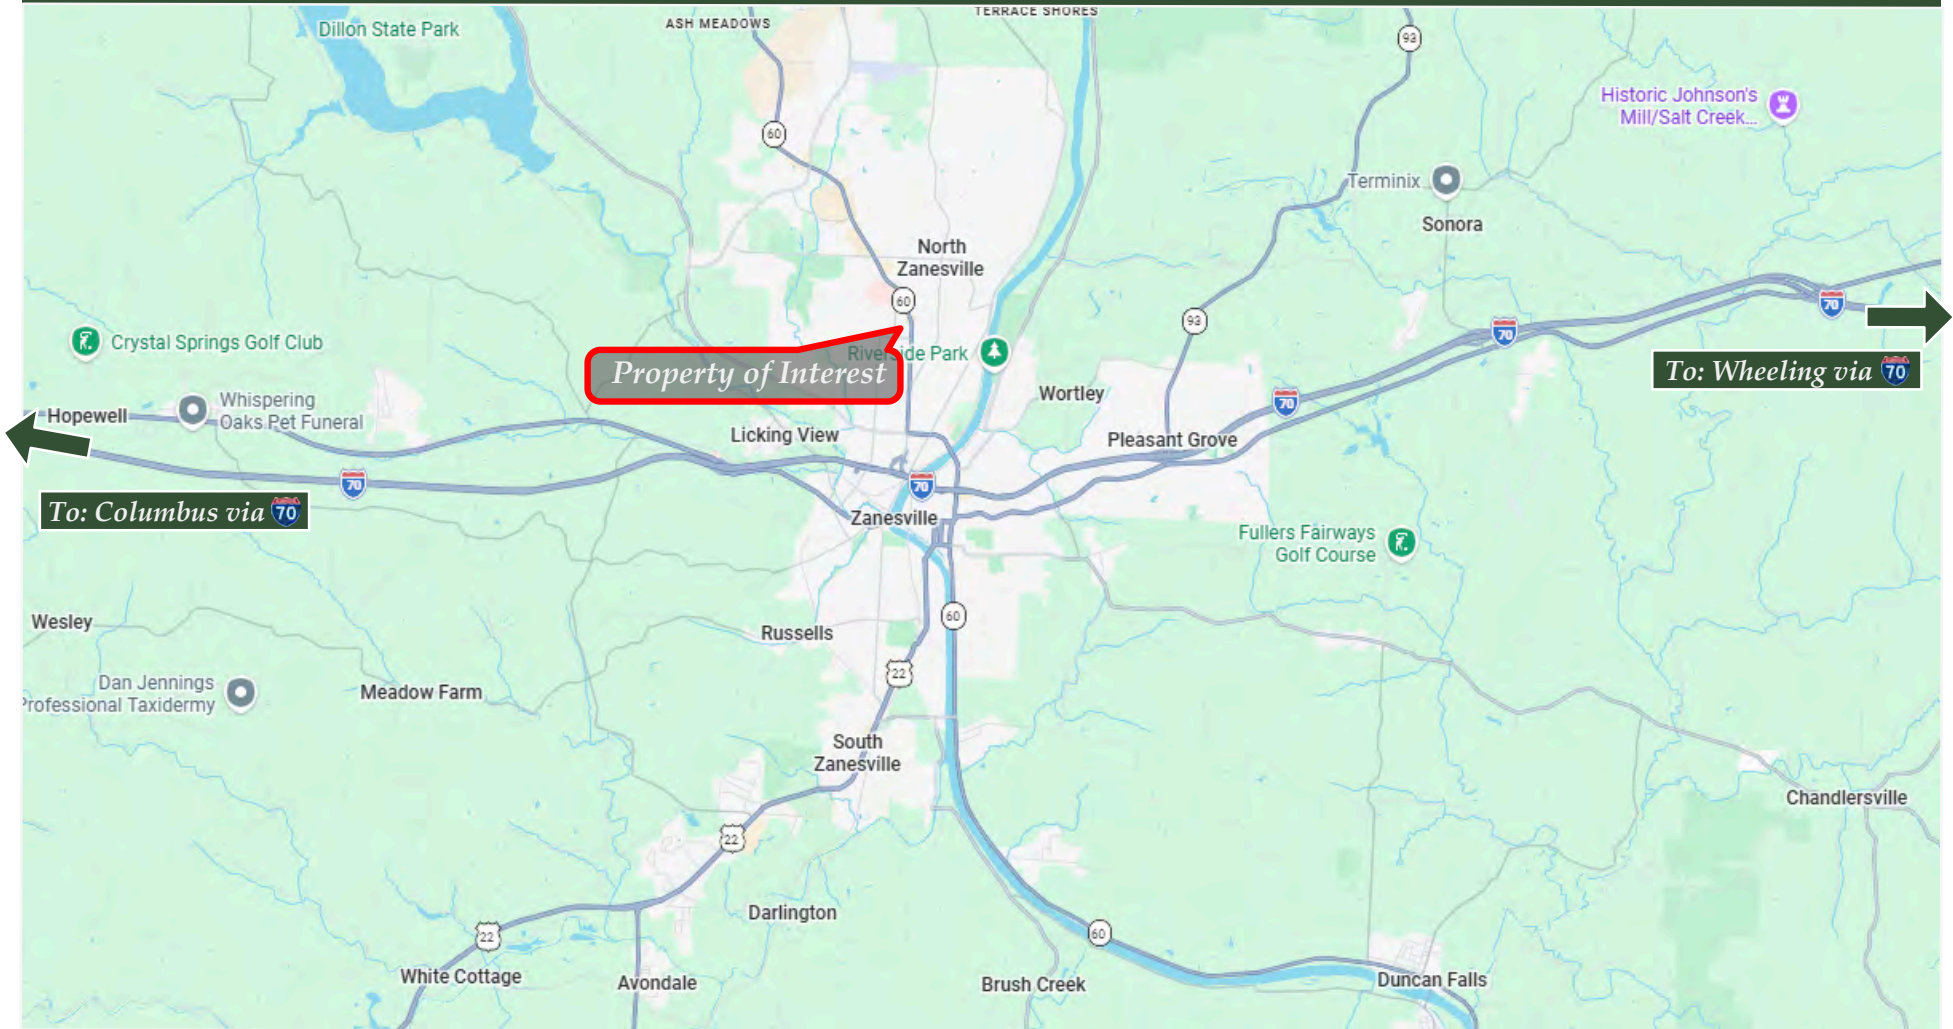 TERRACE SHORES
Dillon State Park
ASH MEADOWS
93
Historic Johnson's
Mill/Salt Creek...
60
Terminix
Sonora
North
Zanesville
60
70
93
70
Crystal Springs Golf Club
Riverside Park
Property of Interest
To: Wheeling via 70
Wortley
70
Whispering
Oaks Pet Funeral
Hopewell
Licking View
Pleasant Grove
70
70
To: Columbus via 70
Zanesville
Fullers Fairways
Golf Course
60
Wesley
Russells
22
Dan Jennings
Professional Taxidermy
Meadow Farm
South
Zanesville
Chandlersville
22
Darlington
22
60
White Cottage
Avondale
Brush Creek
Duncan Falls